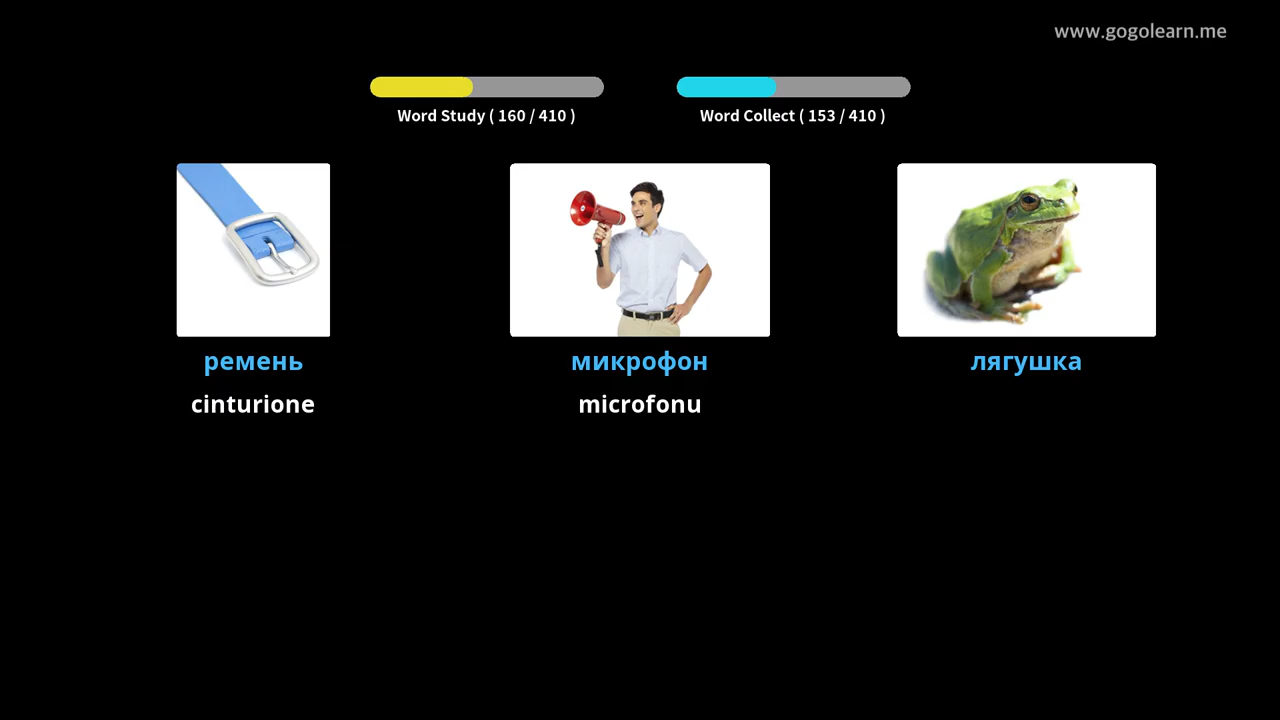 www.gogolearn.me
Word Study ( 160 / 410 )
Word Collect ( 153 / 410 )
ремень
микрофон
лягушка
cinturione
microfonu